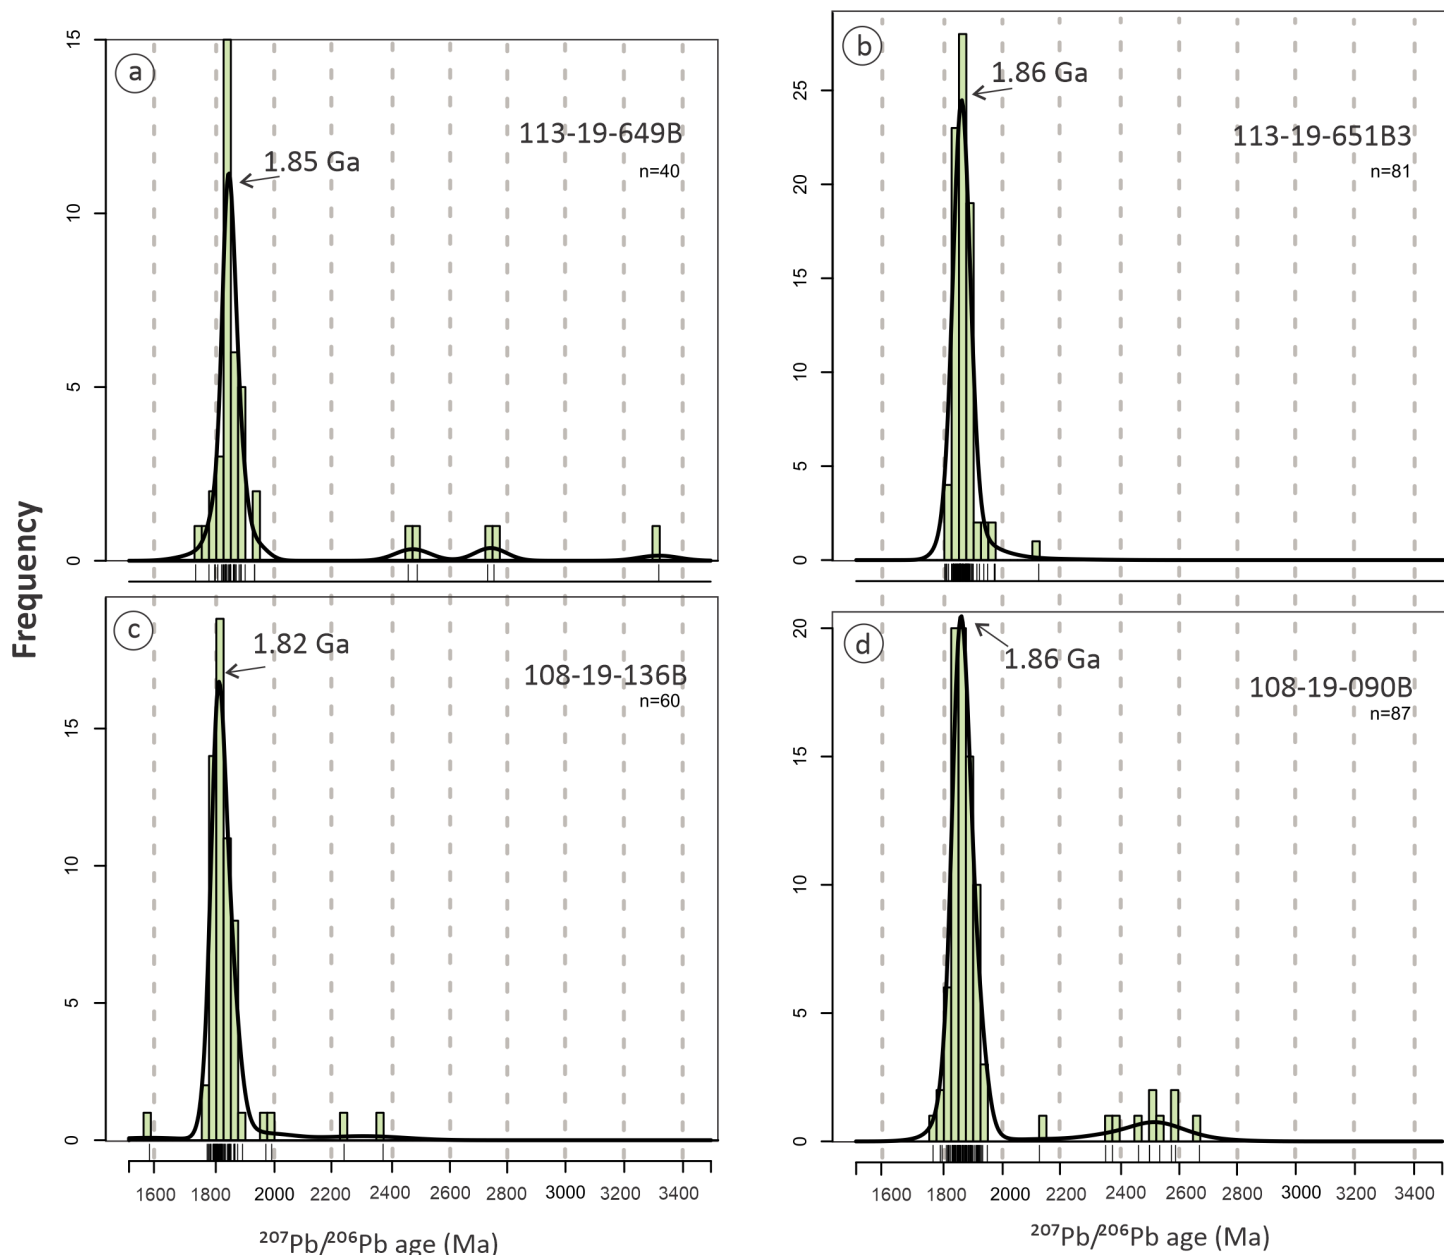 Frequency
a
113-19-649B
n=40
1.85 Ga
15
10
5
0
b
1.86 Ga
113-19-651B3
n=81
25
20
15
10
5
0
c
1.82 Ga
108-19-136B
n=60
15
10
5
0
1600 1800 2000 2200 2400 2600 2800 3000 3200 3400
²⁰⁷Pb/²⁰⁶Pb age (Ma)
d
1.86 Ga
108-19-090B
n=87
20
15
10
5
0
1600 1800 2000 2200 2400 2600 2800 3000 3200 3400
²⁰⁷Pb/²⁰⁶Pb age (Ma)